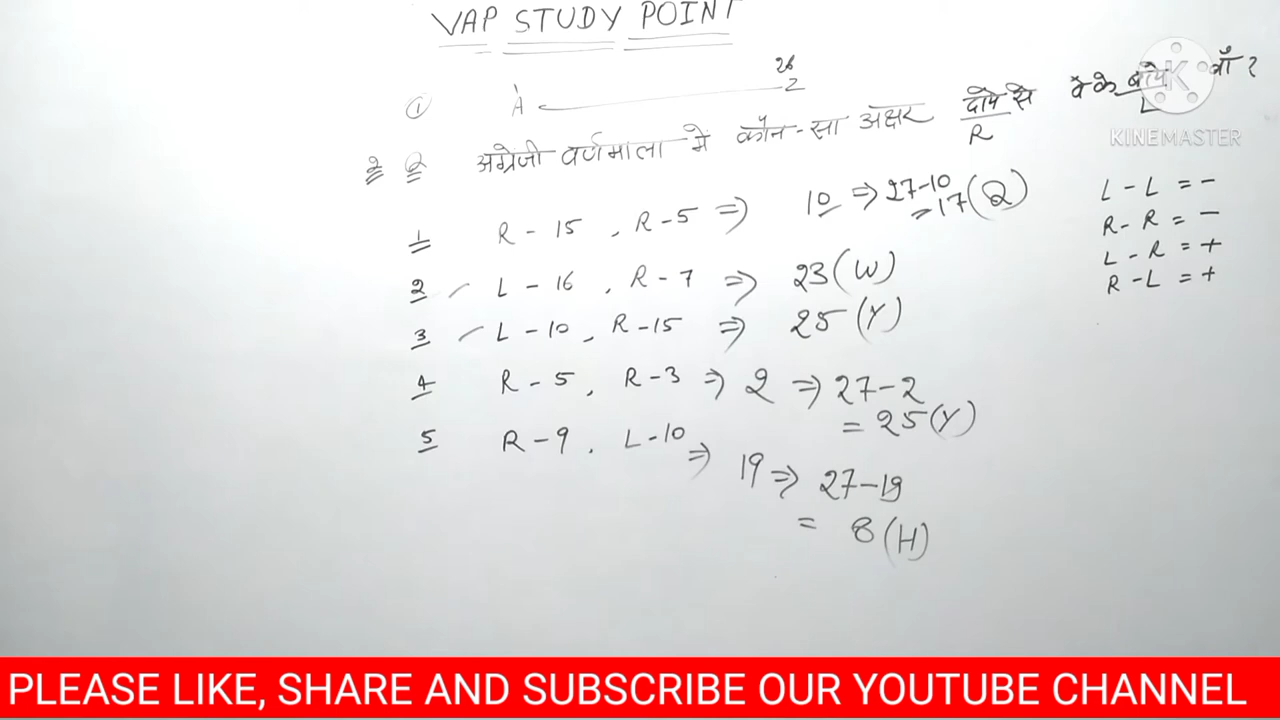 VAP STUDY POINT
① A 26 Z
2 Q अंग्रेजी वर्णमाला में कौन-सा अक्षर दांये से R के बांये L वाँ ?
1 R - 15 , R - 5 ⇒ 10 ⇒ 27-10 = 17 (Q)
2 L - 16 , R - 7 ⇒ 23 (W)
3 L - 10 , R - 15 ⇒ 25 (Y)
4 R - 5 , R - 3 ⇒ 2 ⇒ 27-2
= 25 (Y)
5 R - 9 , L - 10 ⇒ 19 ⇒ 27-19
= 8 (H)
L - L = -
R - R = -
L - R = +
R - L = +
KINEMASTER
PLEASE LIKE, SHARE AND SUBSCRIBE OUR YOUTUBE CHANNEL